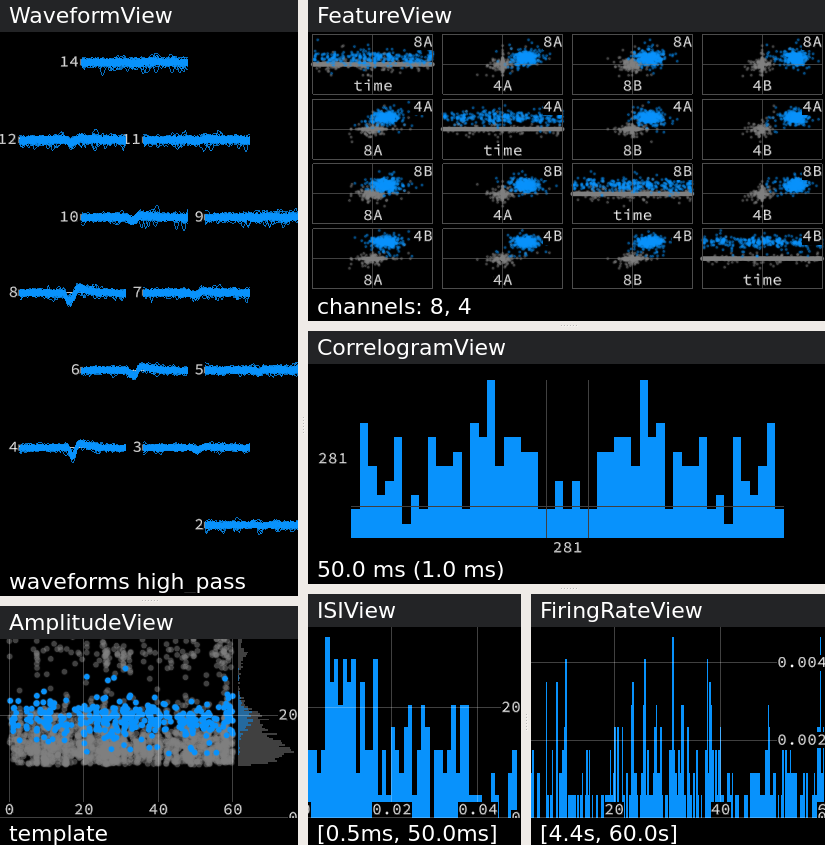 WaveformView
14
12 11
10 9
8 7
6 5
4 3
2
waveforms high_pass
FeatureView
8A 8A 8A 8A
time 4A 8B 4B
4A 4A 4A 4A
8A time 8B 4B
8B 8B 8B 8B
8A 4A time 4B
4B 4B 4B 4B
8A 4A 8B time
channels: 8, 4
CorrelogramView
281
281
50.0 ms (1.0 ms)
AmplitudeView
20
0 20 40 60
template
ISIView
20
0.02 0.04
[0.5ms, 50.0ms]
FiringRateView
0.004
0.002
20 40
[4.4s, 60.0s]